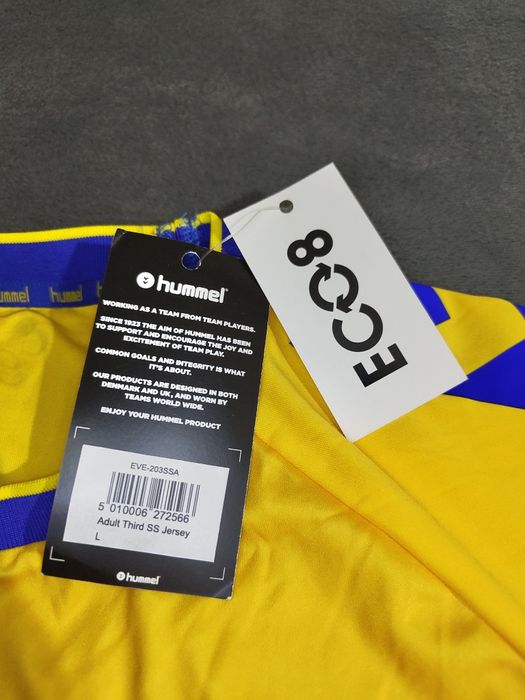 hummel
hummel
hummel
WORKING AS A TEAM FROM TEAM PLAYERS.
SINCE 1923 THE AIM OF HUMMEL HAS BEEN
TO SUPPORT AND ENCOURAGE THE JOY AND
EXCITEMENT OF TEAM PLAY.
COMMON GOALS AND INTEGRITY IS WHAT
IT'S ABOUT.
OUR PRODUCTS ARE DESIGNED IN BOTH
DENMARK AND UK, AND WORN BY
TEAMS WORLD WIDE.
ENJOY YOUR HUMMEL PRODUCT
EVE-203SSA
5 010006 272566
Adult Third SS Jersey
L
hummel
ECO8